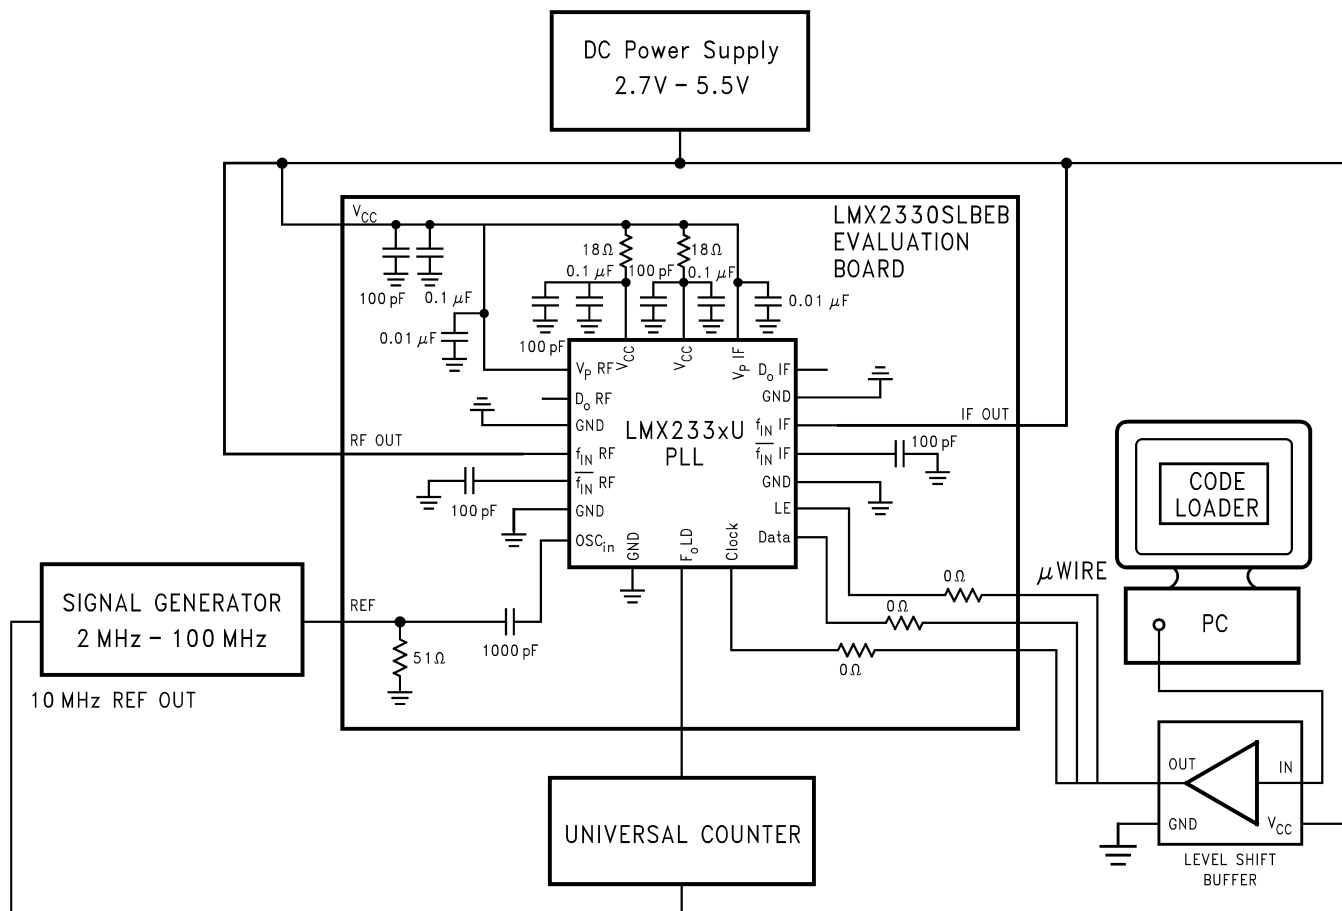 DC Power Supply
2.7V – 5.5V
LMX2330SLBEB
EVALUATION
BOARD
VCC
18Ω
18Ω
0.1 μF
100 pF
0.1 μF
100 pF
0.1 μF
0.01 μF
0.01 μF
100 pF
VCC
VCC
VP IF
VP RF
Do RF
GND
fIN RF
f̅I̅N̅ RF
GND
OSCin
Do IF
GND
fIN IF
f̅I̅N̅ IF
GND
LE
Data
LMX233xU
PLL
GND
FoLD
Clock
RF OUT
IF OUT
100 pF
100 pF
CODE
LOADER
μWIRE
PC
0Ω
0Ω
0Ω
SIGNAL GENERATOR
2 MHz – 100 MHz
REF
51Ω
1000 pF
10 MHz REF OUT
OUT
IN
GND
VCC
LEVEL SHIFT
BUFFER
UNIVERSAL COUNTER